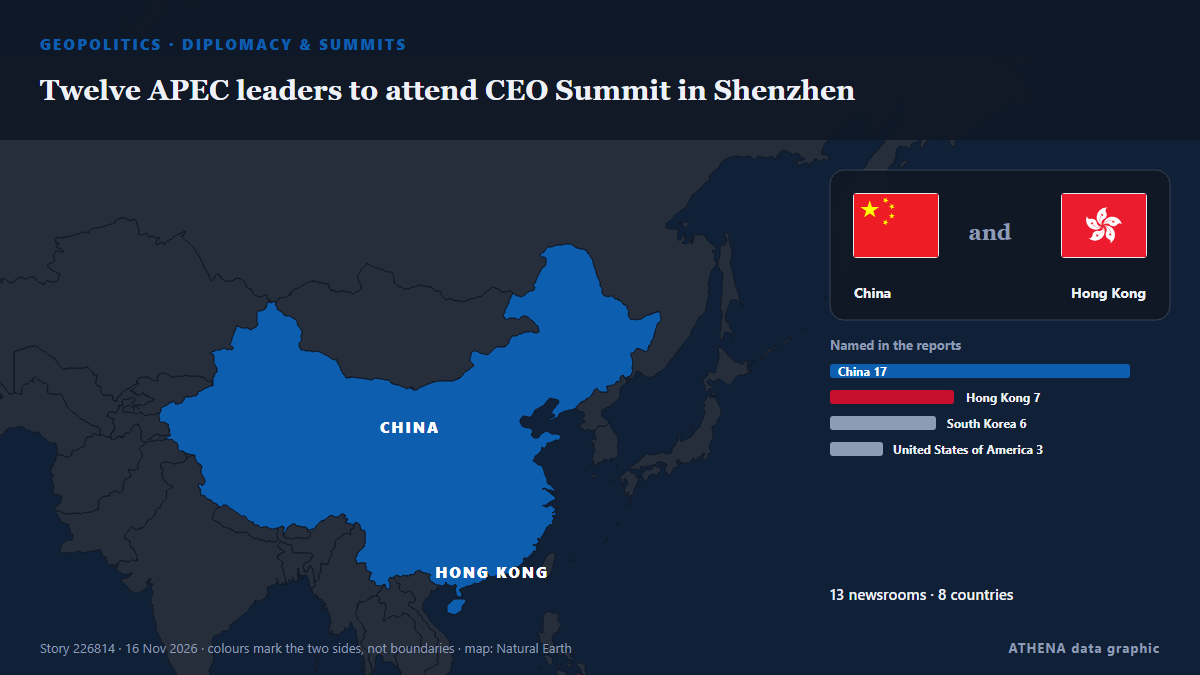 GEOPOLITICS · DIPLOMACY & SUMMITS
Twelve APEC leaders to attend CEO Summit in Shenzhen
and
China
Hong Kong
Named in the reports
China 17
Hong Kong 7
South Korea 6
United States of America 3
CHINA
HONG KONG
13 newsrooms · 8 countries
Story 226814 · 16 Nov 2026 · colours mark the two sides, not boundaries · map: Natural Earth
ATHENA data graphic